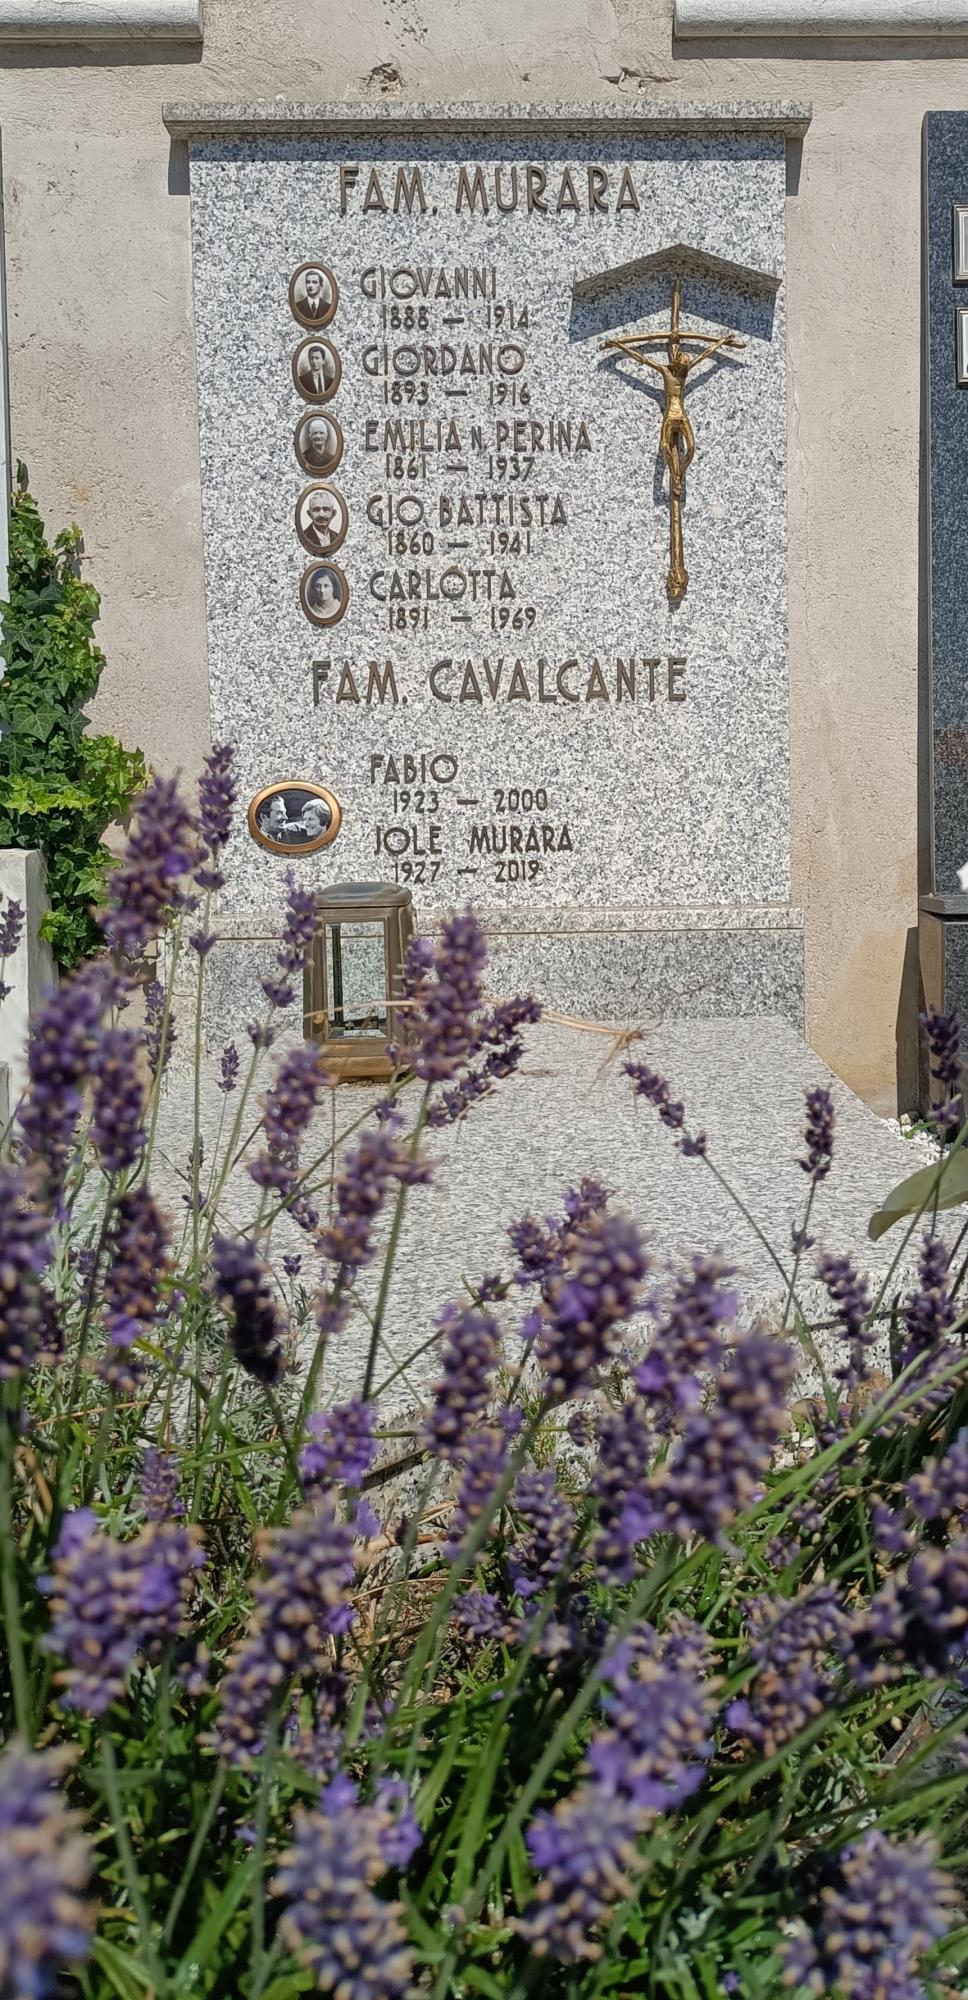 FAM. MURARA
GIOVANNI
1888 — 1914
GIORDANO
1893 — 1916
EMILIA N. PERINA
1861 — 1937
GIO BATTISTA
1860 — 1941
CARLOTTA
1891 — 1969
FAM. CAVALCANTE
FABIO
1923 — 2000
JOLE MURARA
1927 — 2019